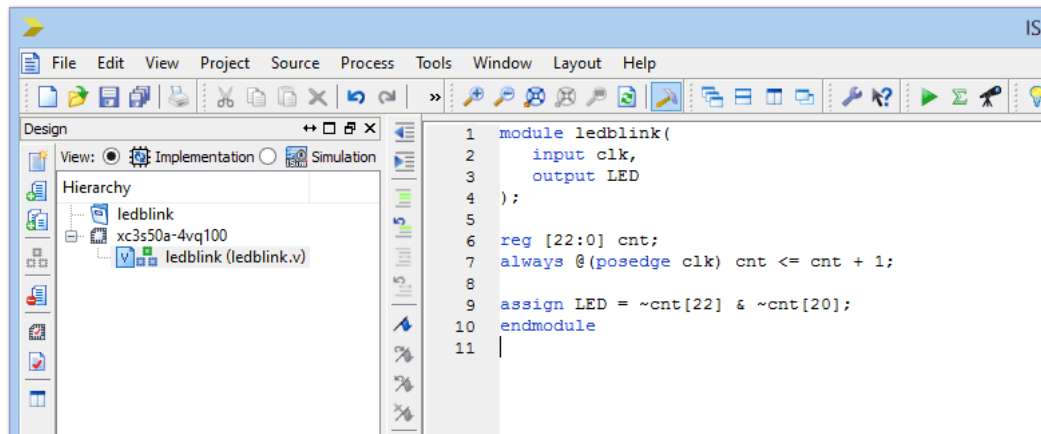 IS
File Edit View Project Source Process Tools Window Layout Help
Design
View: Implementation Simulation
Hierarchy
ledblink
xc3s50a-4vq100
ledblink (ledblink.v)
1 module ledblink(
2 input clk,
3 output LED
4 );
5
6 reg [22:0] cnt;
7 always @(posedge clk) cnt <= cnt + 1;
8
9 assign LED = ~cnt[22] & ~cnt[20];
10 endmodule
11